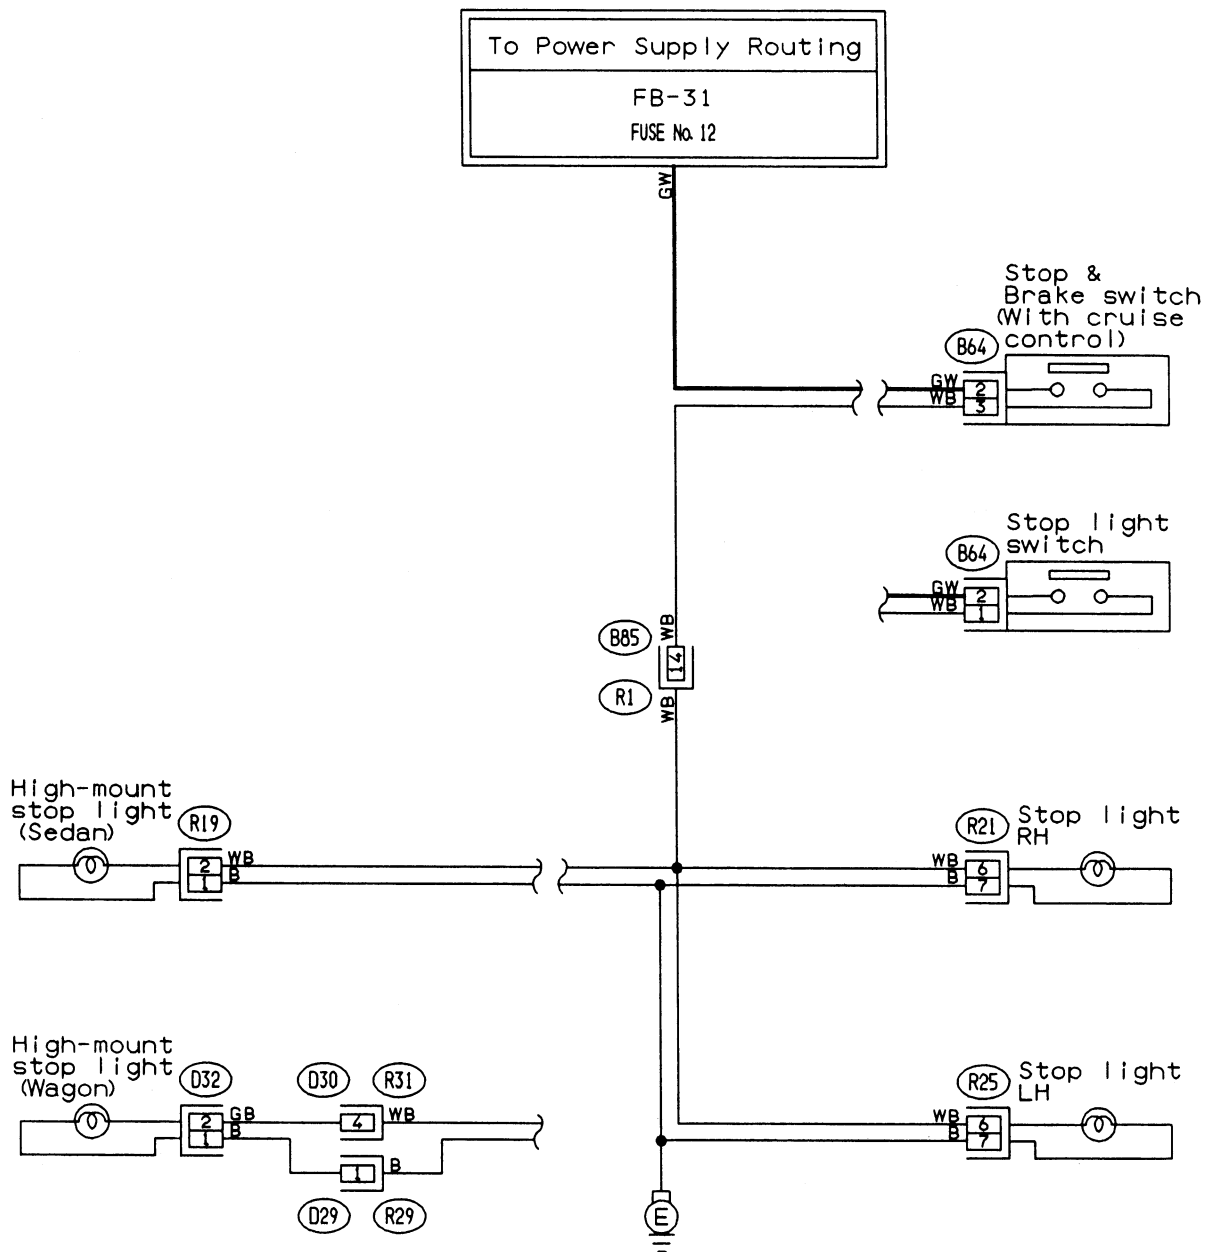 To Power Supply Routing
FB-31
FUSE No. 12
GW
Stop &
Brake switch
(With cruise
control)
B64
GW
2
WB
3
Stop light
switch
B64
GW
2
WB
1
B85
WB
14
R1
WB
High-mount
stop light
(Sedan)
R19
WB
2
B
1
R21
Stop light
RH
WB
6
B
7
High-mount
stop light
(Wagon)
D32
GB
2
B
1
D30
R31
4
WB
1
B
D29
R29
R25
Stop light
LH
WB
6
B
7
E